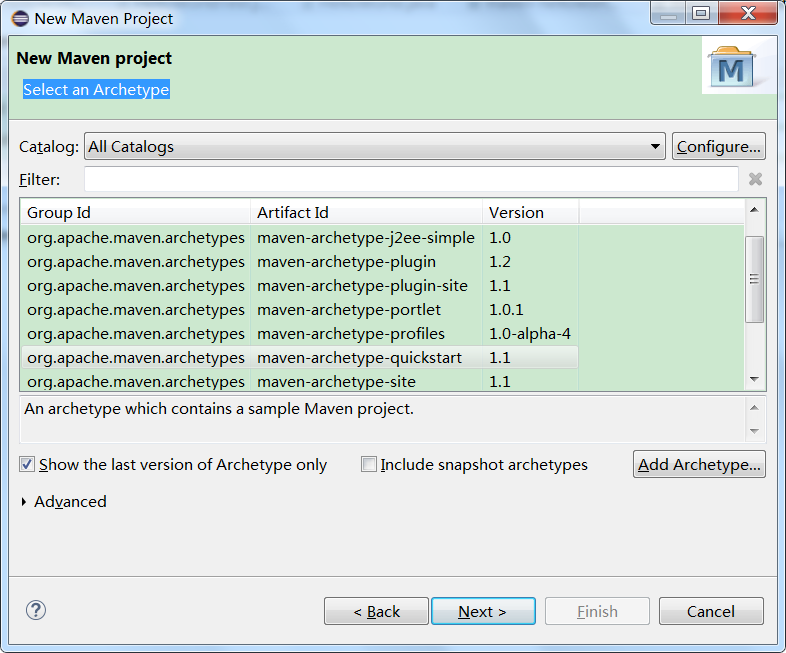 New Maven Project
New Maven project
Select an Archetype
M
Catalog: All Catalogs Configure...
Filter:
Group Id Artifact Id Version
org.apache.maven.archetypes maven-archetype-j2ee-simple 1.0
org.apache.maven.archetypes maven-archetype-plugin 1.2
org.apache.maven.archetypes maven-archetype-plugin-site 1.1
org.apache.maven.archetypes maven-archetype-portlet 1.0.1
org.apache.maven.archetypes maven-archetype-profiles 1.0-alpha-4
org.apache.maven.archetypes maven-archetype-quickstart 1.1
org.apache.maven.archetypes maven-archetype-site 1.1
An archetype which contains a sample Maven project.
Show the last version of Archetype only Include snapshot archetypes Add Archetype...
Advanced
? < Back Next > Finish Cancel